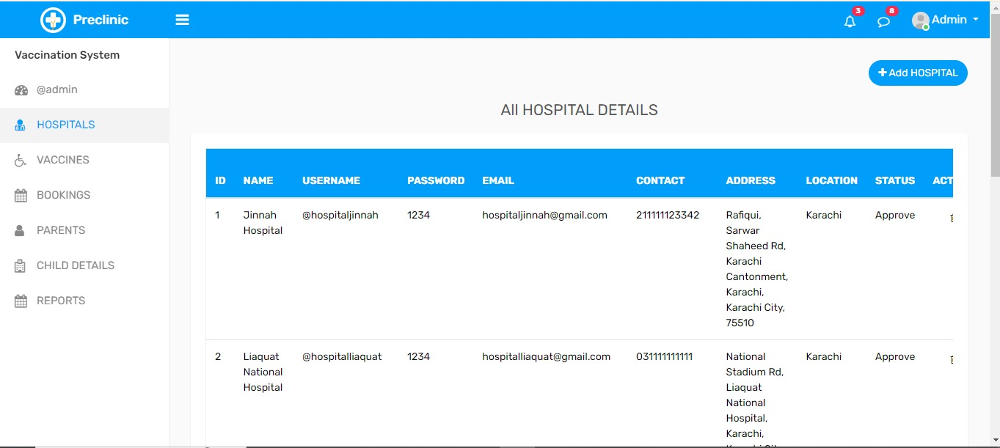 Preclinic
3
8
Admin
Vaccination System
@admin
HOSPITALS
VACCINES
BOOKINGS
PARENTS
CHILD DETAILS
REPORTS
+ Add HOSPITAL
All HOSPITAL DETAILS
ID NAME USERNAME PASSWORD EMAIL CONTACT ADDRESS LOCATION STATUS ACT
1 Jinnah @hospitaljinnah 1234 hospitaljinnah@gmail.com 211111123342 Rafiqui, Karachi Approve
Hospital Sarwar
Shaheed Rd,
Karachi
Cantonment,
Karachi,
Karachi City,
75510
2 Liaquat @hospitalliaquat 1234 hospitalliaquat@gmail.com 031111111111 National Karachi Approve
National Stadium Rd,
Hospital Liaquat
National
Hospital,
Karachi,